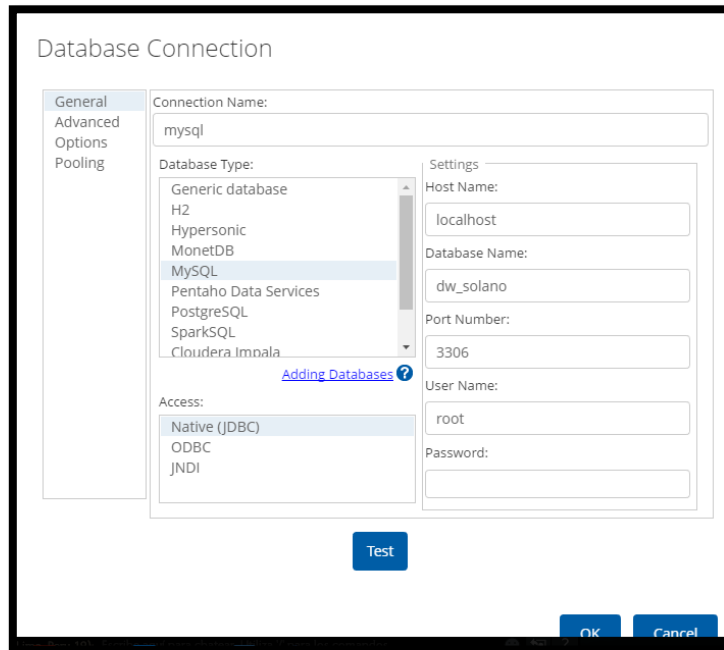 Database Connection
General
Advanced
Options
Pooling
Connection Name:
mysql
Database Type:
Generic database
H2
Hypersonic
MonetDB
MySQL
Pentaho Data Services
PostgreSQL
SparkSQL
Cloudera Impala
Adding Databases ?
Access:
Native (JDBC)
ODBC
JNDI
Settings
Host Name:
localhost
Database Name:
dw_solano
Port Number:
3306
User Name:
root
Password:
Test
OK
Cancel